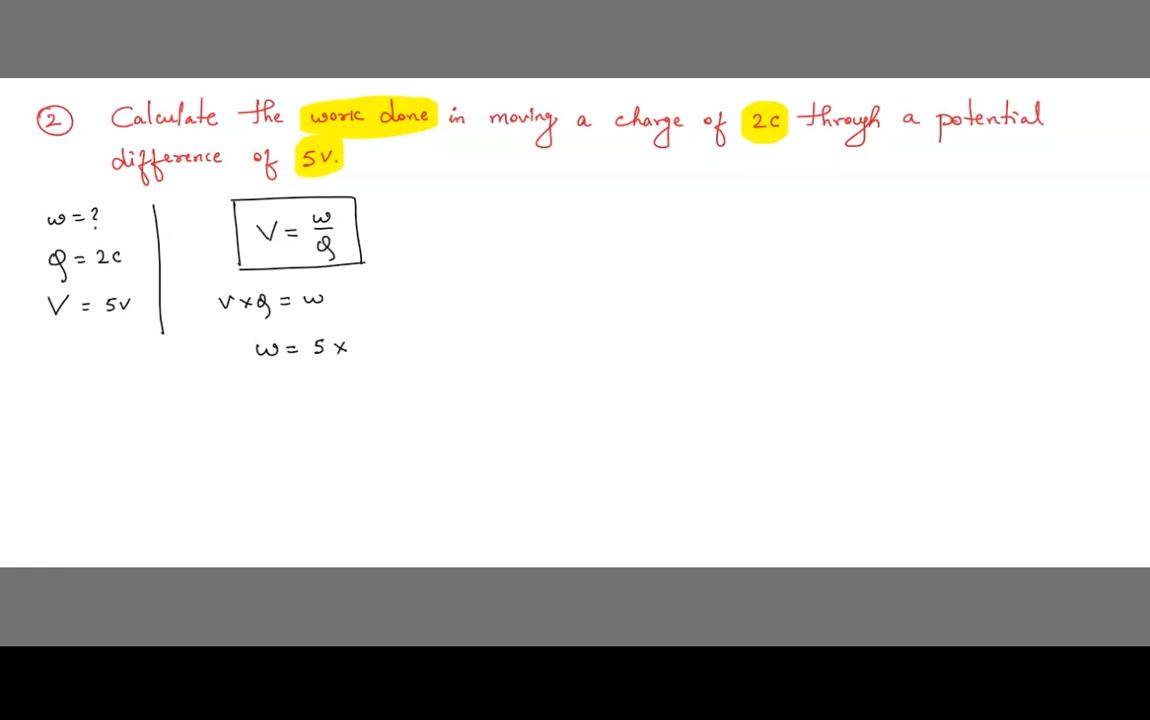 ② Calculate the work done in moving a charge of 2c through a potential
difference of 5v.
w = ?
Q = 2c
V = 5v
V = w/Q
V × Q = w
w = 5 ×